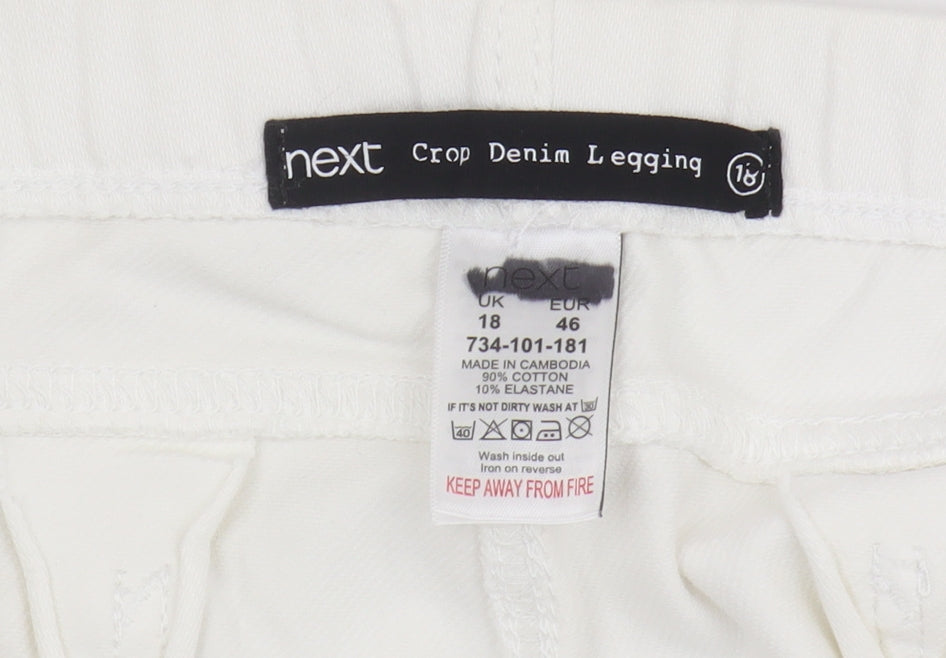 next Crop Denim Legging 18
next
UK EUR
18 46
734-101-181
MADE IN CAMBODIA
90% COTTON
10% ELASTANE
IF IT'S NOT DIRTY WASH AT 30
40
Wash inside out
Iron on reverse
KEEP AWAY FROM FIRE